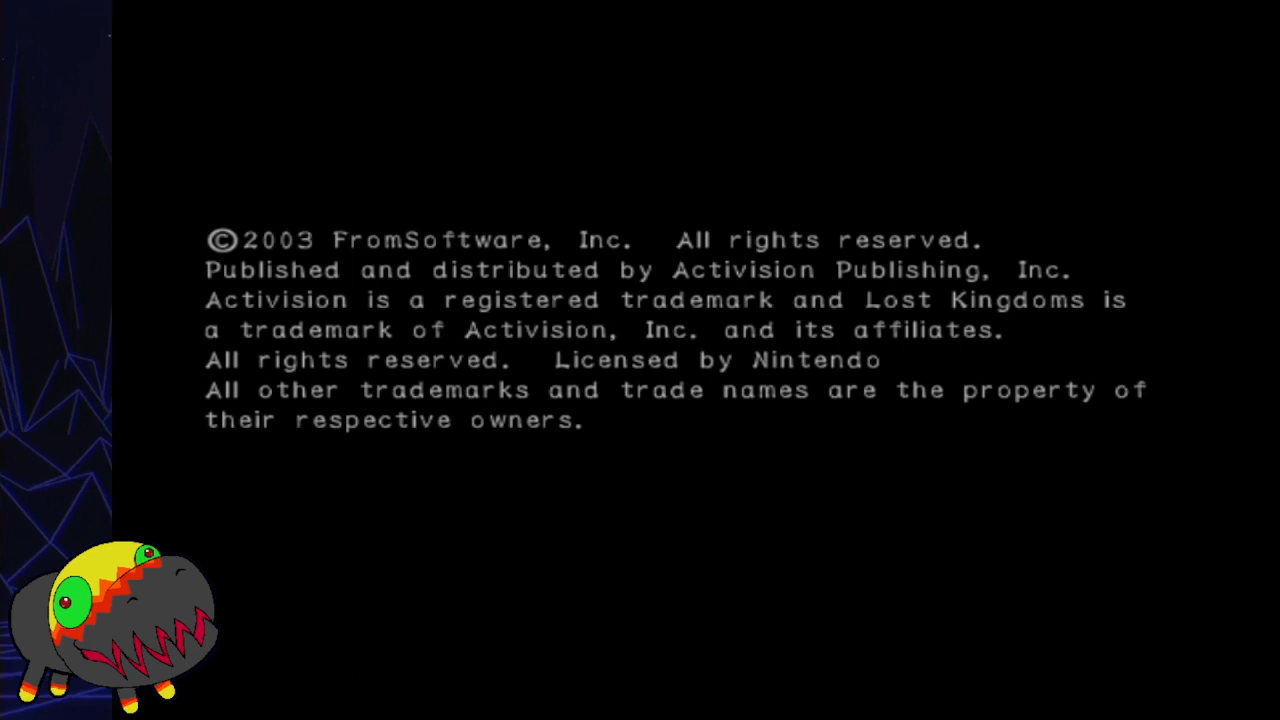 ©2003 FromSoftware, Inc. All rights reserved.
Published and distributed by Activision Publishing, Inc.
Activision is a registered trademark and Lost Kingdoms is
a trademark of Activision, Inc. and its affiliates.
All rights reserved. Licensed by Nintendo
All other trademarks and trade names are the property of
their respective owners.